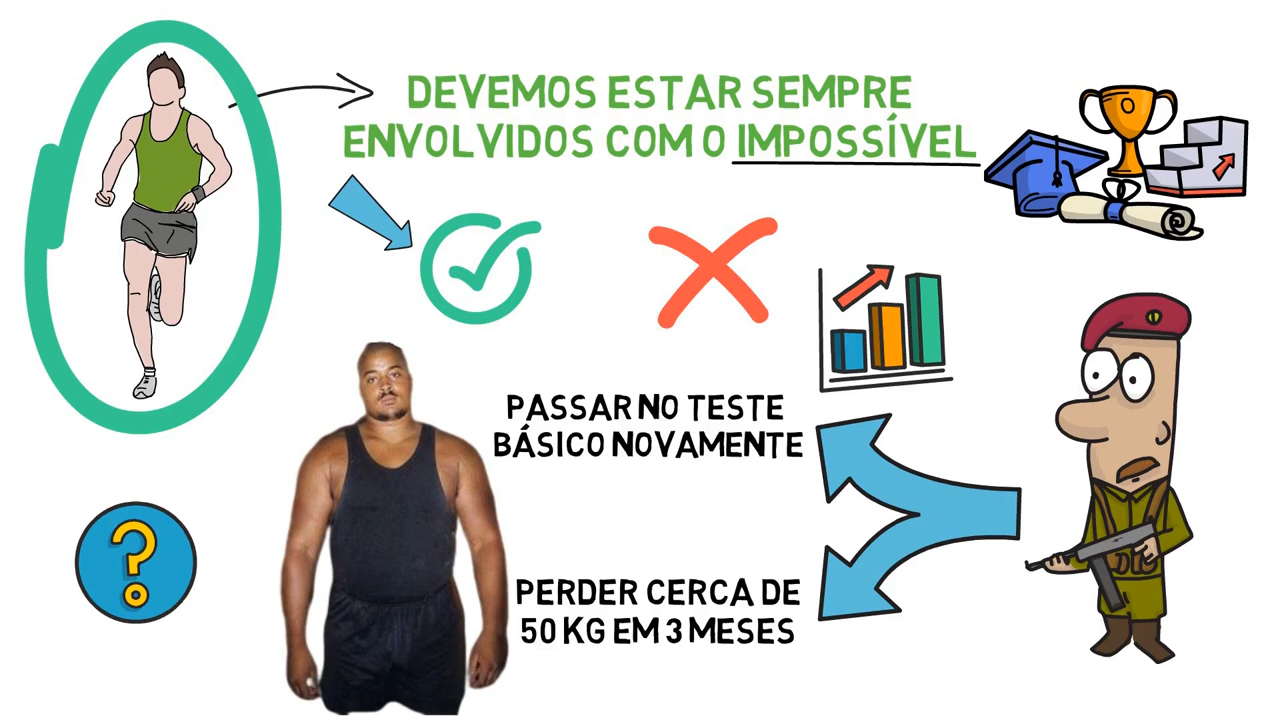 DEVEMOS ESTAR SEMPRE
ENVOLVIDOS COM O IMPOSSÍVEL
PASSAR NO TESTE
BÁSICO NOVAMENTE
PERDER CERCA DE
50 KG EM 3 MESES